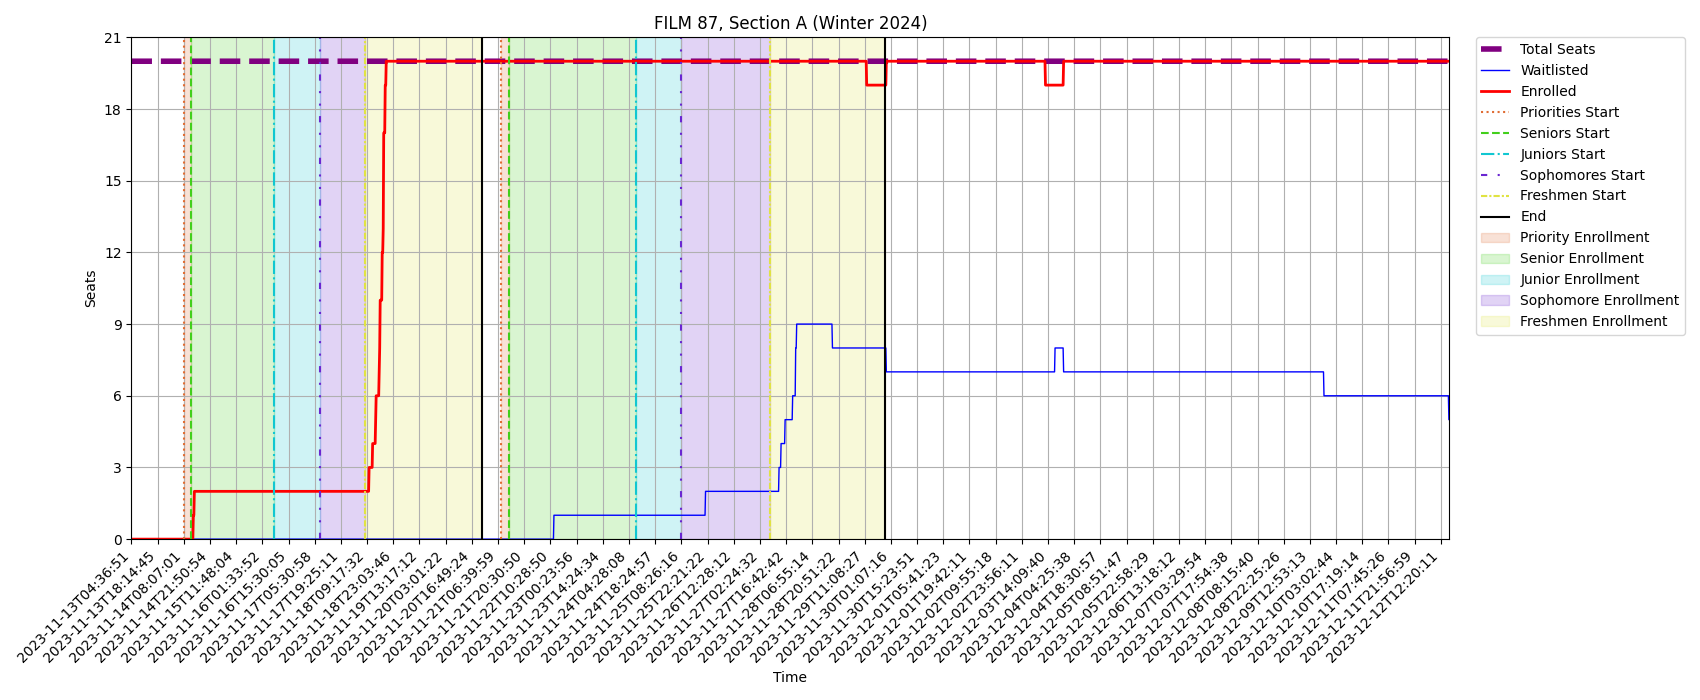 FILM 87, Section A (Winter 2024)
21
18
15
12
9
6
3
0
Seats
2023-11-13T04:36:51
2023-11-13T18:14:45
2023-11-14T08:07:01
2023-11-14T21:50:54
2023-11-15T11:48:04
2023-11-16T01:33:52
2023-11-16T15:30:05
2023-11-17T05:30:58
2023-11-17T19:25:11
2023-11-18T09:17:32
2023-11-18T23:03:46
2023-11-19T13:17:12
2023-11-20T03:01:22
2023-11-20T16:49:24
2023-11-21T06:39:59
2023-11-21T20:30:50
2023-11-22T10:28:50
2023-11-23T00:23:56
2023-11-23T14:24:34
2023-11-24T04:28:08
2023-11-24T18:24:57
2023-11-25T08:26:16
2023-11-25T22:21:22
2023-11-26T12:28:12
2023-11-27T02:24:32
2023-11-27T16:42:42
2023-11-28T06:55:14
2023-11-28T20:51:22
2023-11-29T11:08:27
2023-11-30T01:07:16
2023-11-30T15:23:51
2023-12-01T05:41:23
2023-12-01T19:42:11
2023-12-02T09:55:18
2023-12-02T23:56:11
2023-12-03T14:09:40
2023-12-04T04:25:38
2023-12-04T18:30:57
2023-12-05T08:51:47
2023-12-05T22:58:29
2023-12-06T13:18:12
2023-12-07T03:29:54
2023-12-07T17:54:38
2023-12-08T08:15:40
2023-12-08T22:25:26
2023-12-09T12:53:13
2023-12-10T03:02:44
2023-12-10T17:19:14
2023-12-11T07:45:26
2023-12-11T21:56:59
2023-12-12T12:20:11
Time
Total Seats
Waitlisted
Enrolled
Priorities Start
Seniors Start
Juniors Start
Sophomores Start
Freshmen Start
End
Priority Enrollment
Senior Enrollment
Junior Enrollment
Sophomore Enrollment
Freshmen Enrollment